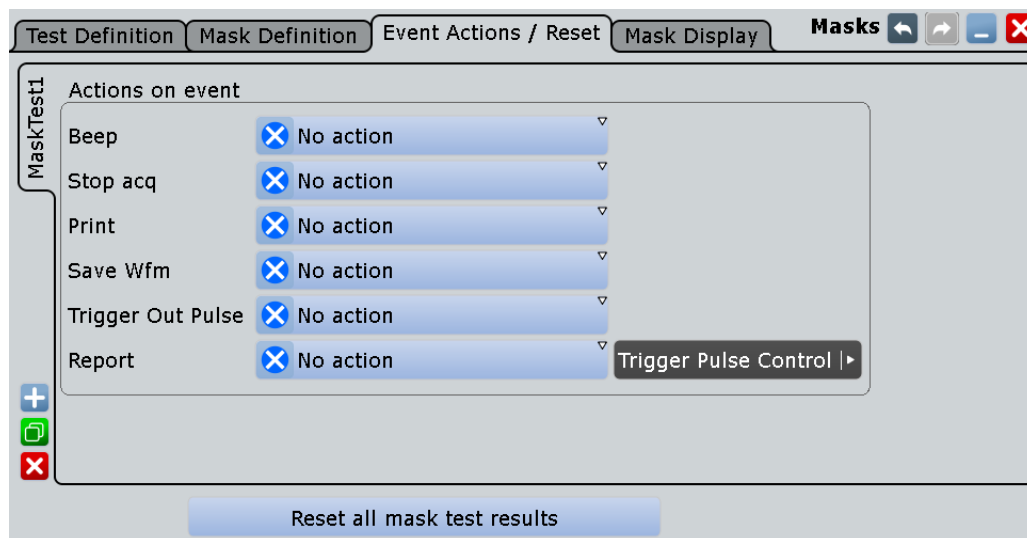 Test Definition Mask Definition Event Actions / Reset Mask Display Masks
MaskTest1
Actions on event
Beep No action
Stop acq No action
Print No action
Save Wfm No action
Trigger Out Pulse No action
Report No action Trigger Pulse Control
Reset all mask test results